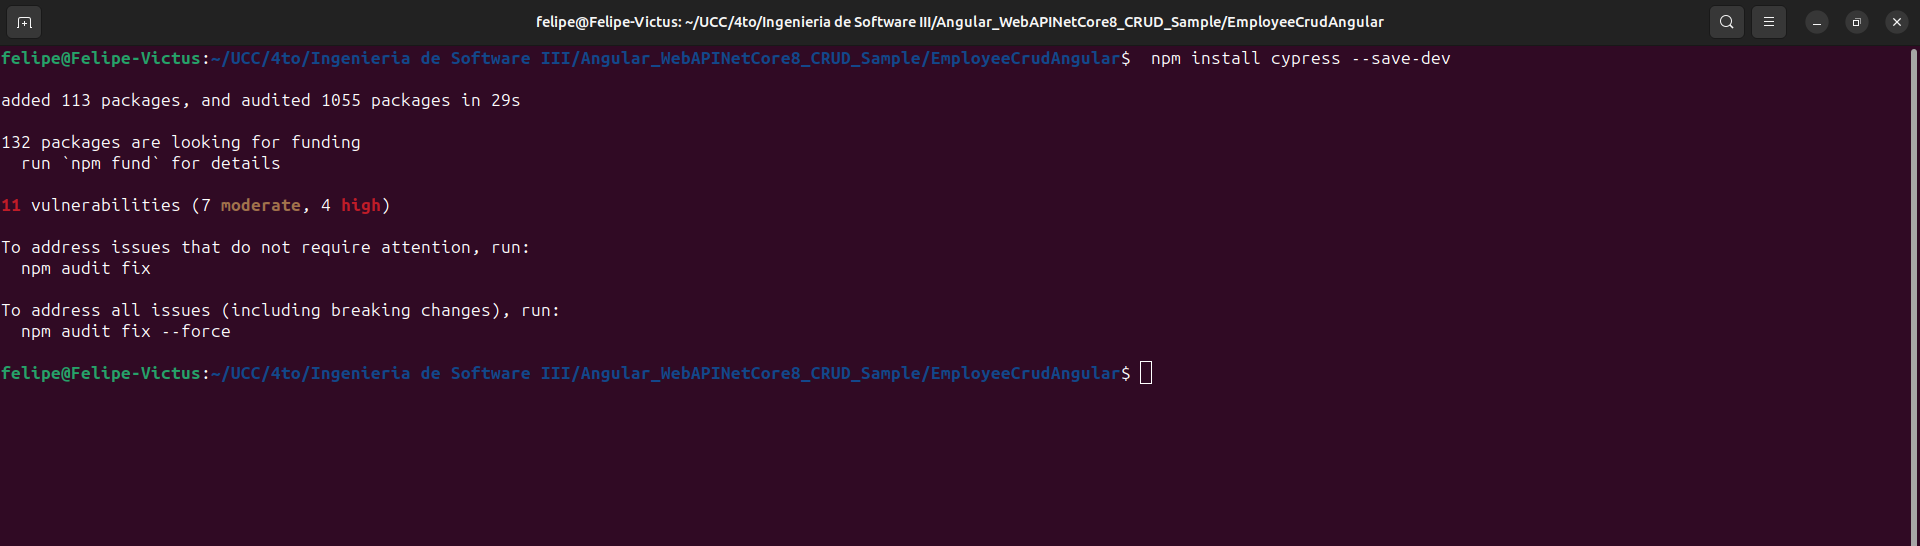 felipe@Felipe-Victus: ~/UCC/4to/Ingenieria de Software III/Angular_WebAPINetCore8_CRUD_Sample/EmployeeCrudAngular
felipe@Felipe-Victus:~/UCC/4to/Ingenieria de Software III/Angular_WebAPINetCore8_CRUD_Sample/EmployeeCrudAngular$  npm install cypress --save-dev
added 113 packages, and audited 1055 packages in 29s
132 packages are looking for funding
  run `npm fund` for details
11 vulnerabilities (7 moderate, 4 high)
To address issues that do not require attention, run:
  npm audit fix
To address all issues (including breaking changes), run:
  npm audit fix --force
felipe@Felipe-Victus:~/UCC/4to/Ingenieria de Software III/Angular_WebAPINetCore8_CRUD_Sample/EmployeeCrudAngular$